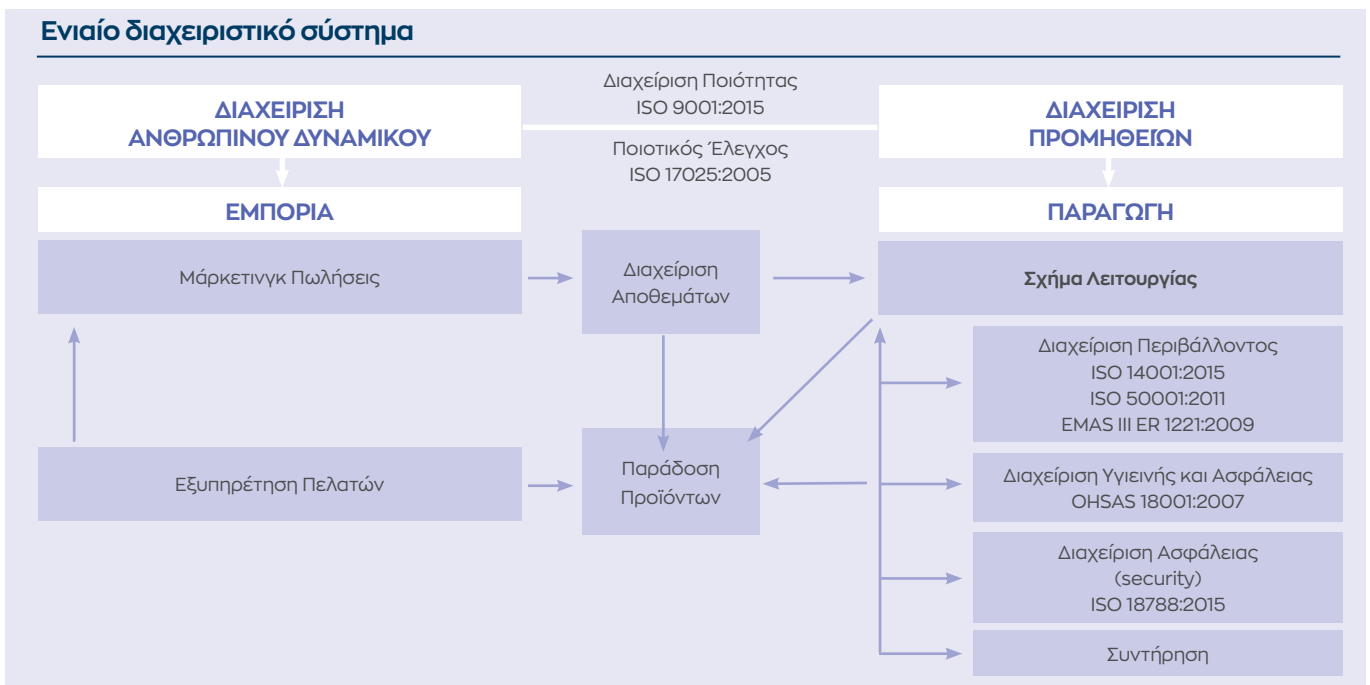 Ενιαίο διαχειριστικό σύστημα
ΔΙΑΧΕΙΡΙΣΗ
ΑΝΘΡΩΠΙΝΟΥ ΔΥΝΑΜΙΚΟΥ
Διαχείριση Ποιότητας
ISO 9001:2015
Ποιοτικός Έλεγχος
ISO 17025:2005
ΔΙΑΧΕΙΡΙΣΗ
ΠΡΟΜΗΘΕΙΏΝ
ΕΜΠΟΡΙΑ
ΠΑΡΑΓΩΓΗ
Μάρκετινγκ Πωλήσεις
Διαχείριση
Αποθεμάτων
Σχήμα Λειτουργίας
Διαχείριση Περιβάλλοντος
ISO 14001:2015
ISO 50001:2011
EMAS III ER 1221:2009
Εξυπηρέτηση Πελατών
Παράδοση
Προϊόντων
Διαχείριση Υγιεινής και Ασφάλειας
OHSAS 18001:2007
Διαχείριση Ασφάλειας
(security)
ISO 18788:2015
Συντήρηση